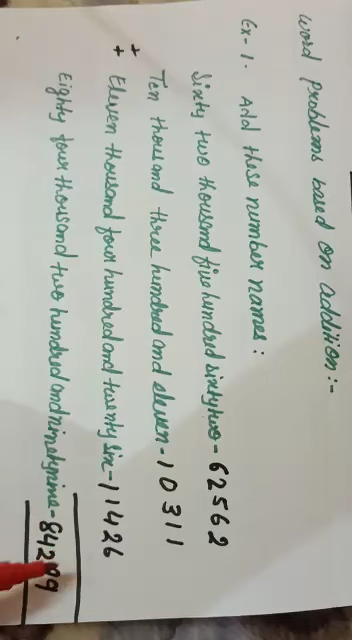 Word Problems based on addition:-
Ex-1. Add these number names:
Sixty two thousand five hundred sixty two - 62562
+ Ten thousand three hundred and eleven - 10311
+ Eleven thousand four hundred and twenty six - 11426
Eighty four thousand two hundred and ninety nine - 84299